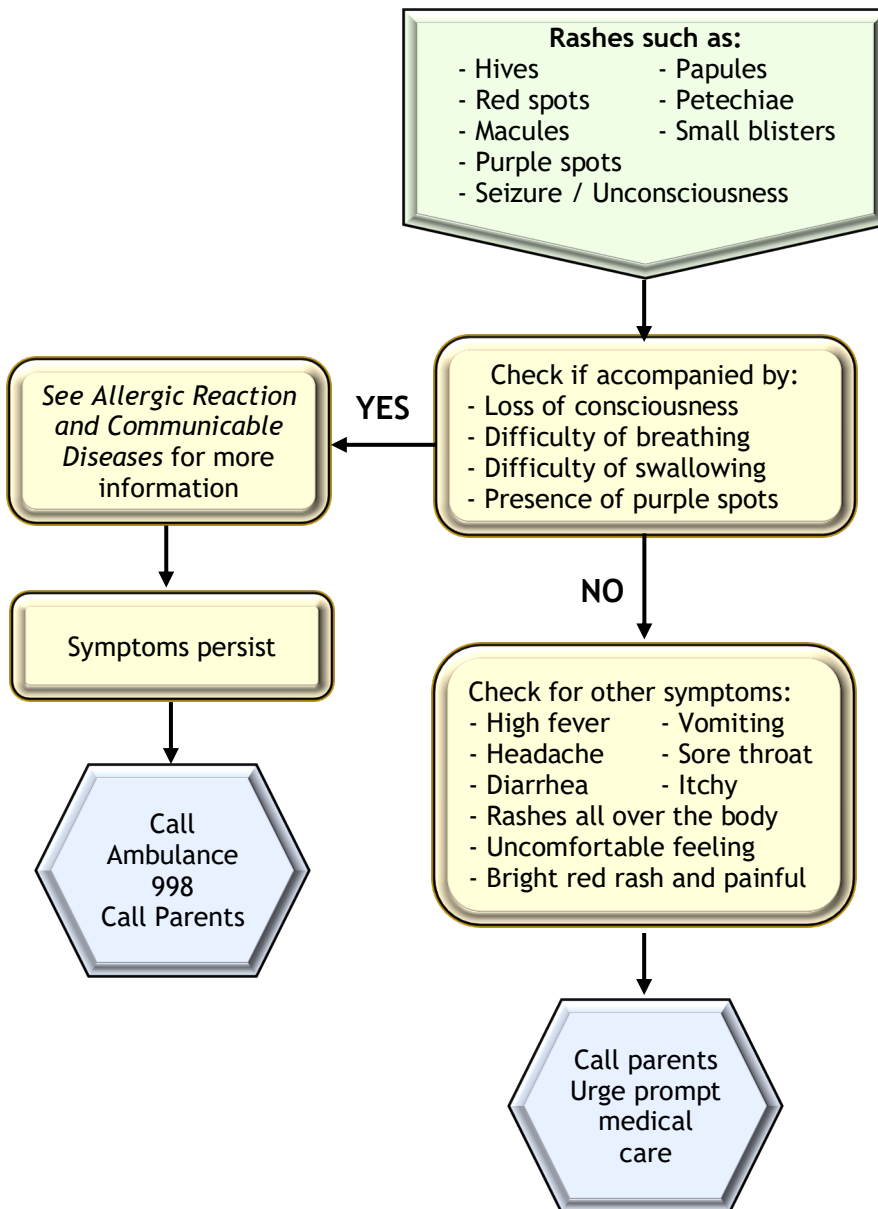 Rashes such as:
- Hives - Papules
- Red spots - Petechiae
- Macules - Small blisters
- Purple spots
- Seizure / Unconsciousness
Check if accompanied by:
- Loss of consciousness
- Difficulty of breathing
- Difficulty of swallowing
- Presence of purple spots
YES
See Allergic Reaction
and Communicable
Diseases for more
information
Symptoms persist
Call
Ambulance
998
Call Parents
NO
Check for other symptoms:
- High fever - Vomiting
- Headache - Sore throat
- Diarrhea - Itchy
- Rashes all over the body
- Uncomfortable feeling
- Bright red rash and painful
Call parents
Urge prompt
medical
care